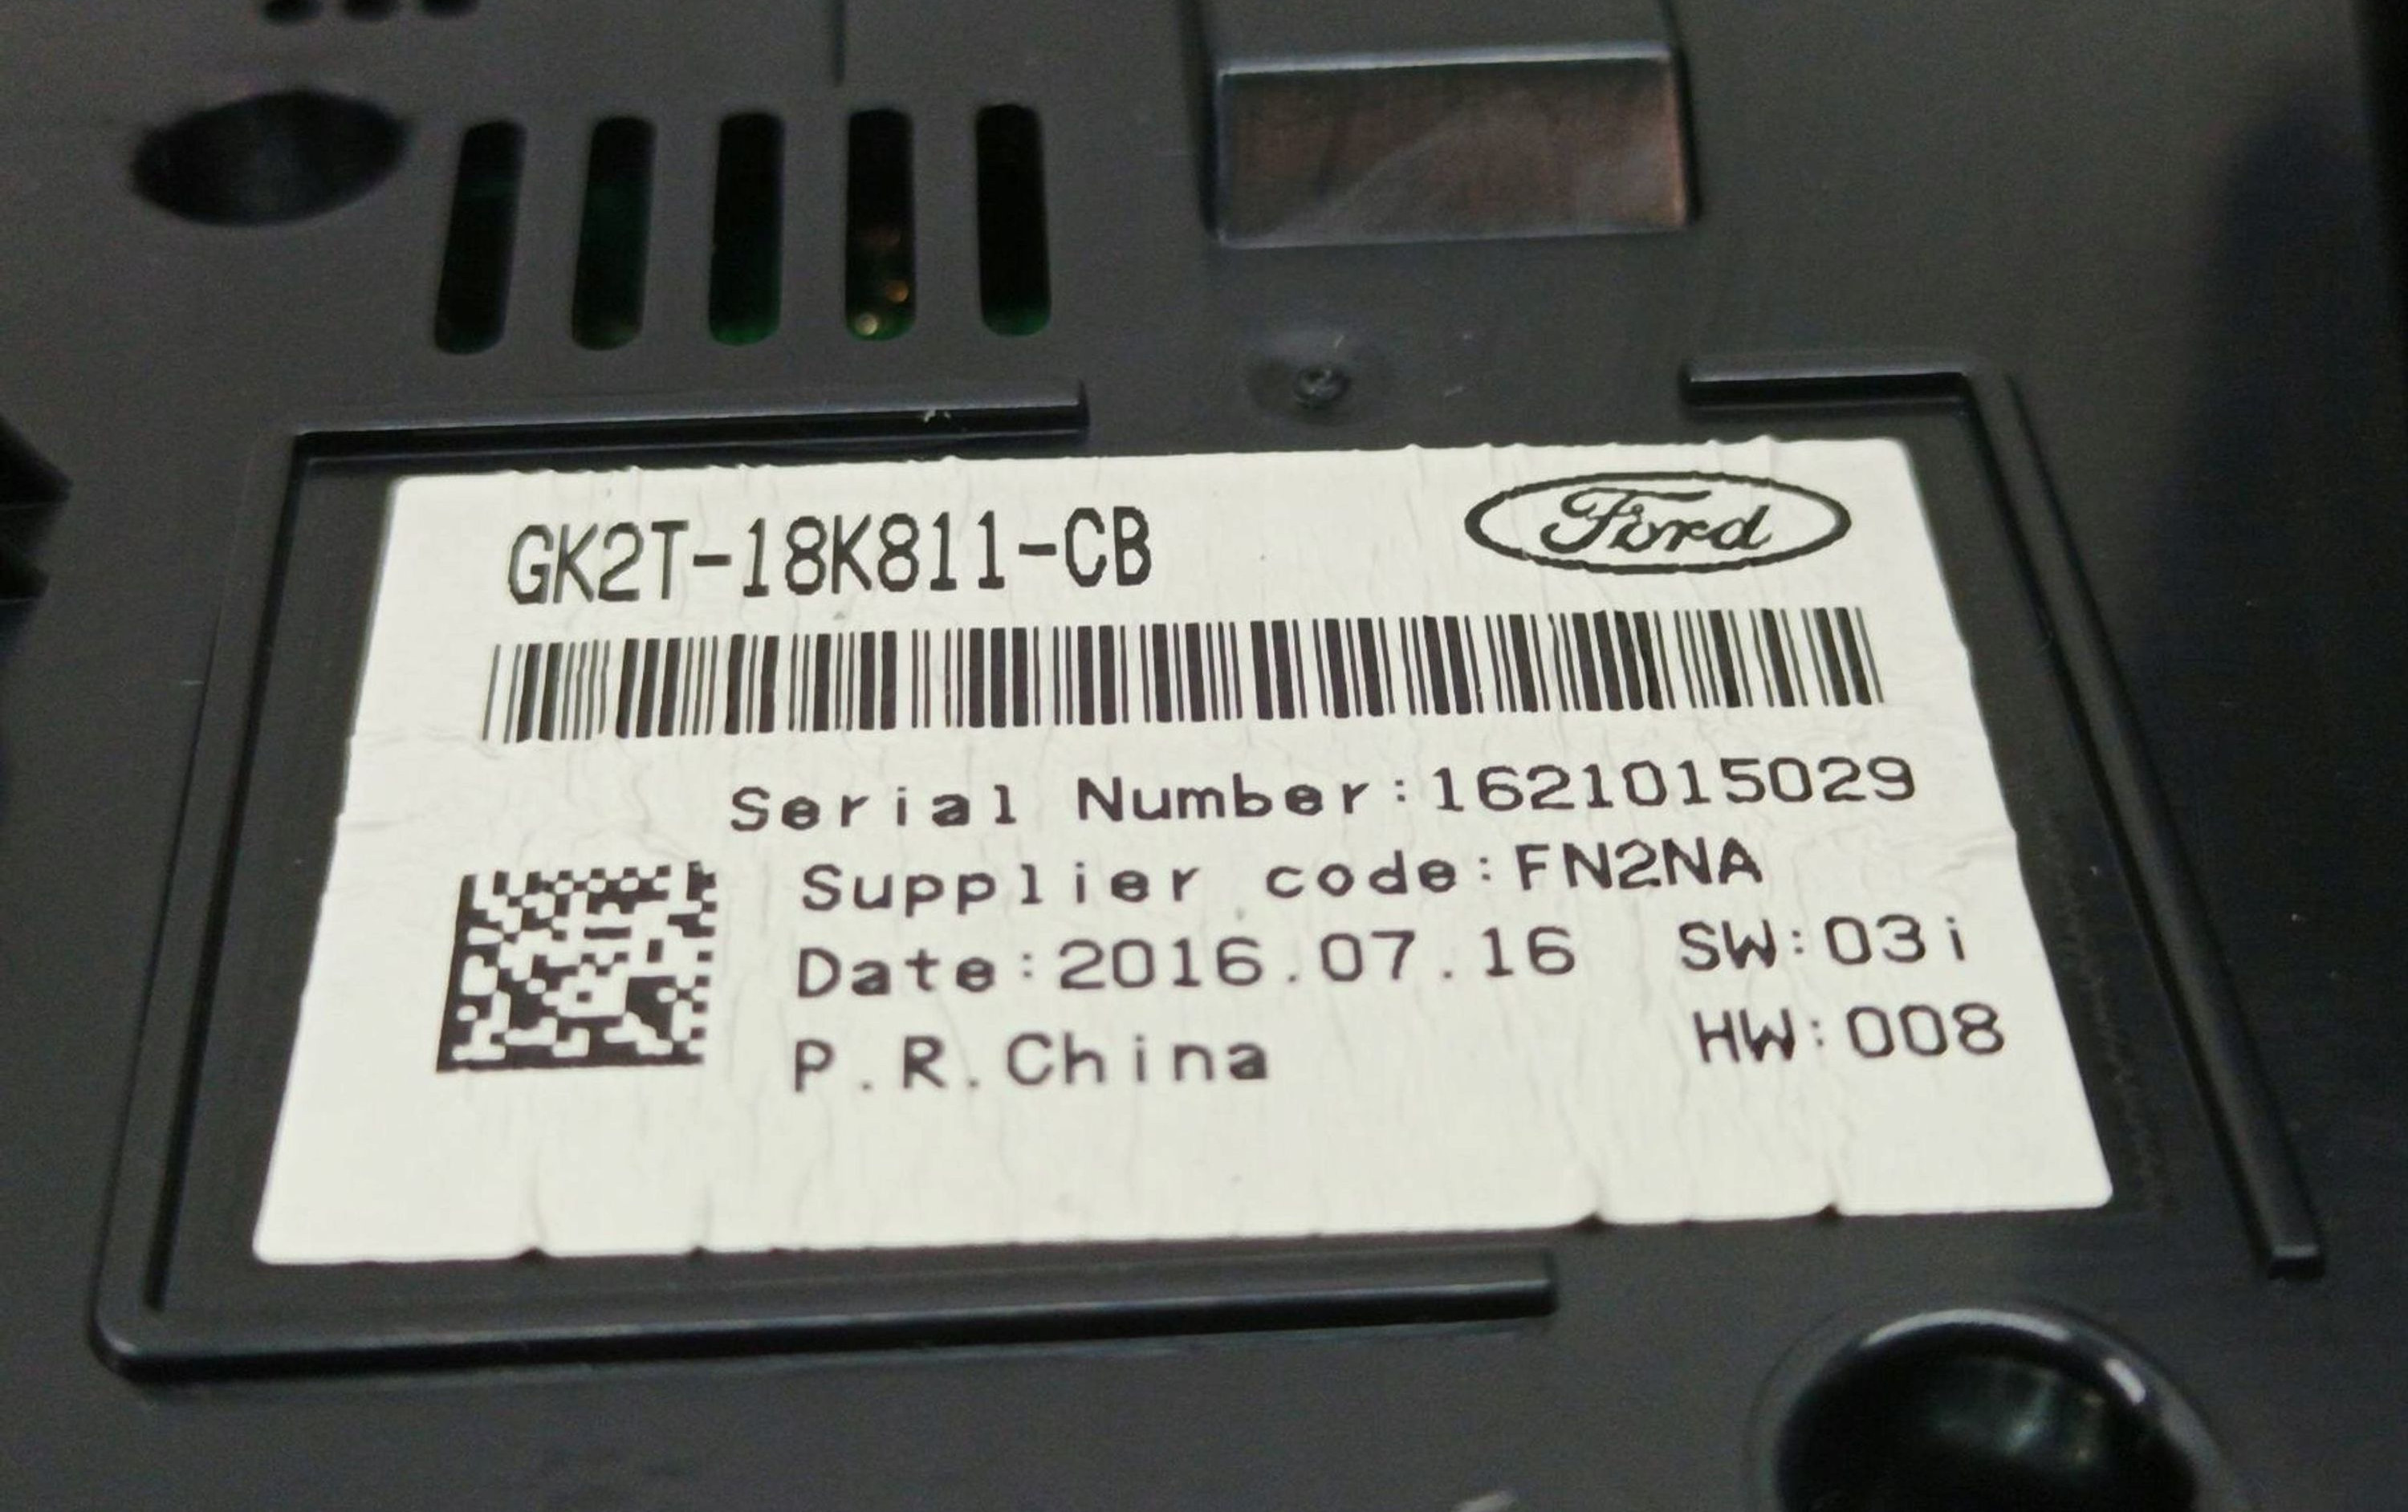 GK2T-18K811-CB
Ford
Serial Number:1621015029
Supplier code:FN2NA
Date:2016.07.16 SW:03i
P.R.China HW:008